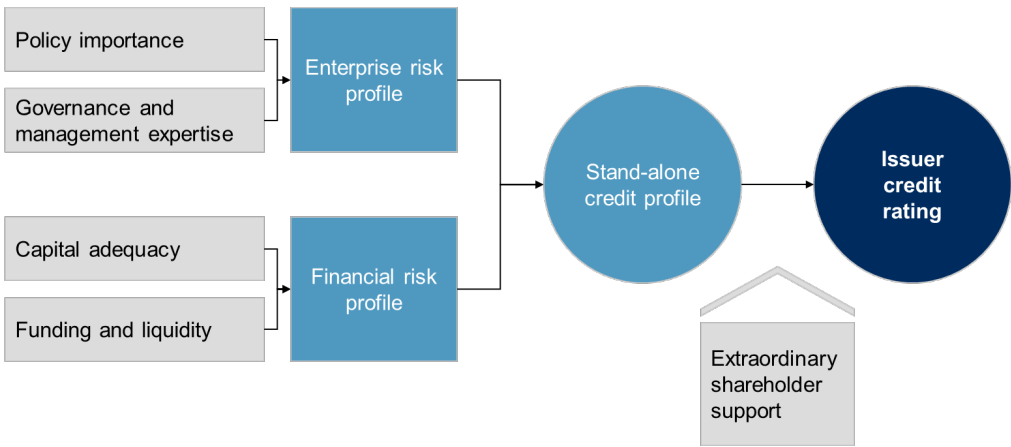 Policy importance
Governance and
management expertise
Enterprise risk
profile
Capital adequacy
Funding and liquidity
Financial risk
profile
Stand-alone
credit profile
Issuer
credit
rating
Extraordinary
shareholder
support